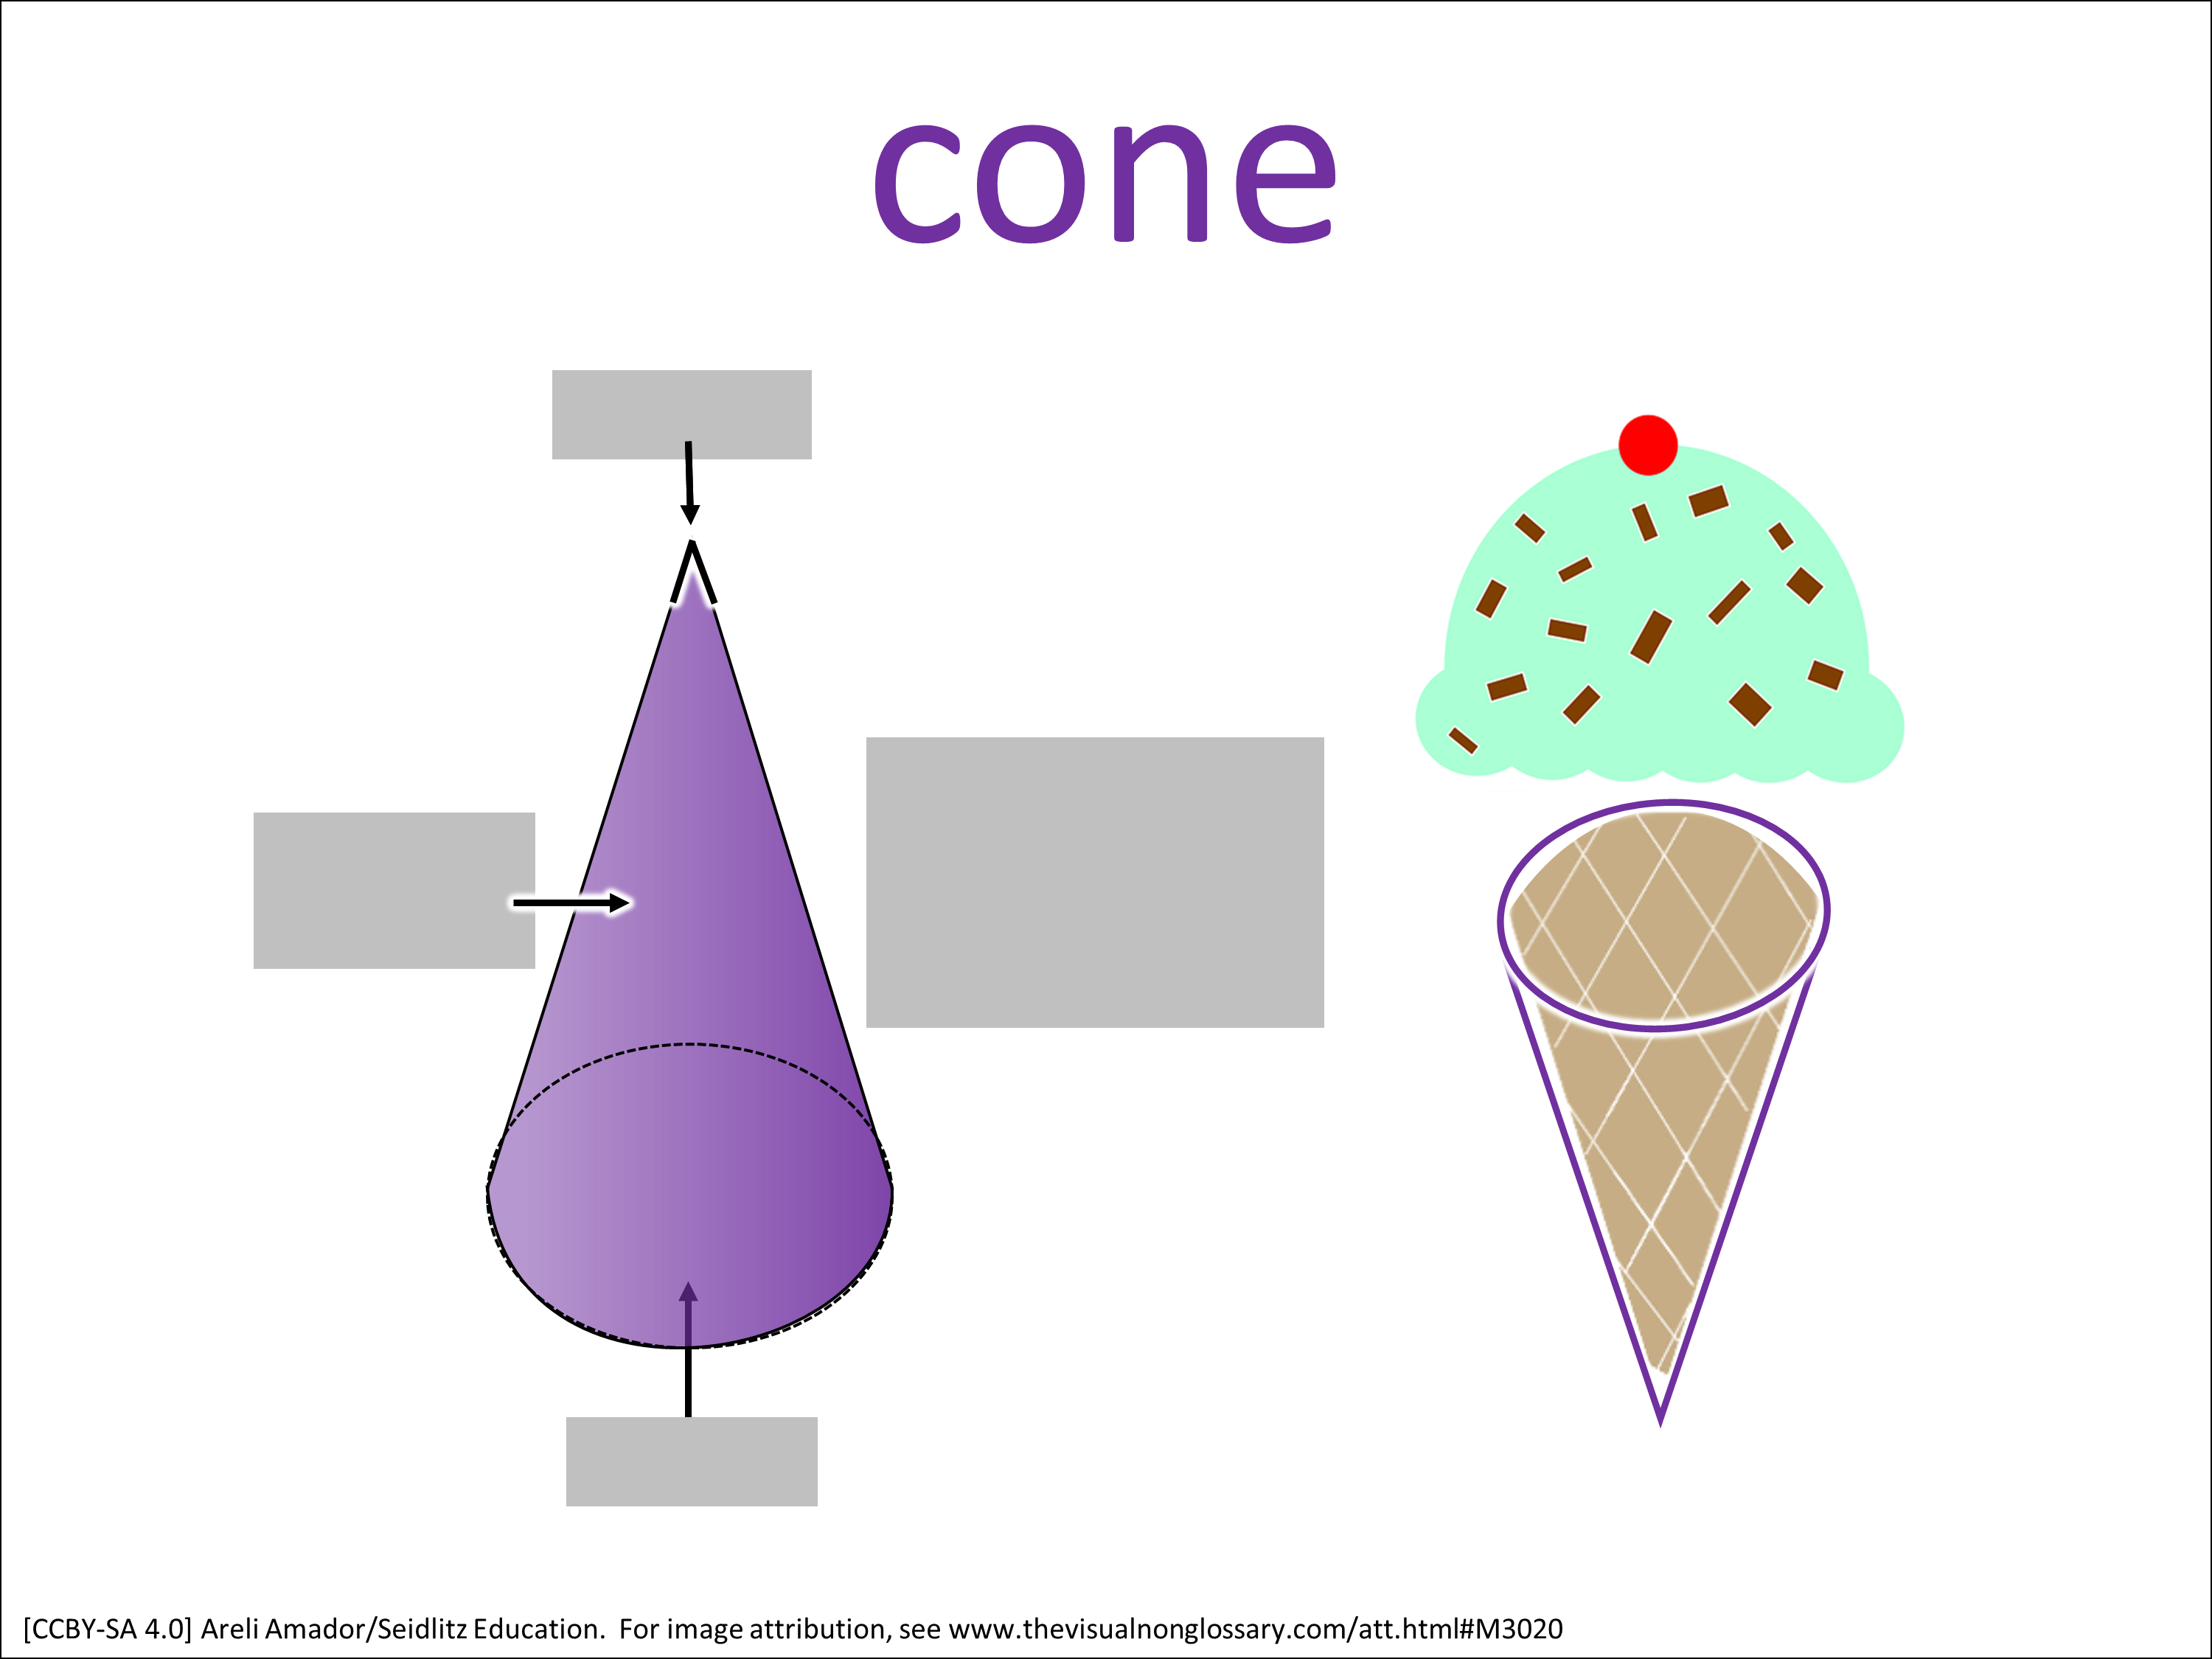 cone
[CCBY-SA 4.0] Areli Amador/Seidlitz Education.  For image attribution, see www.thevisualnonglossary.com/att.html#M3020